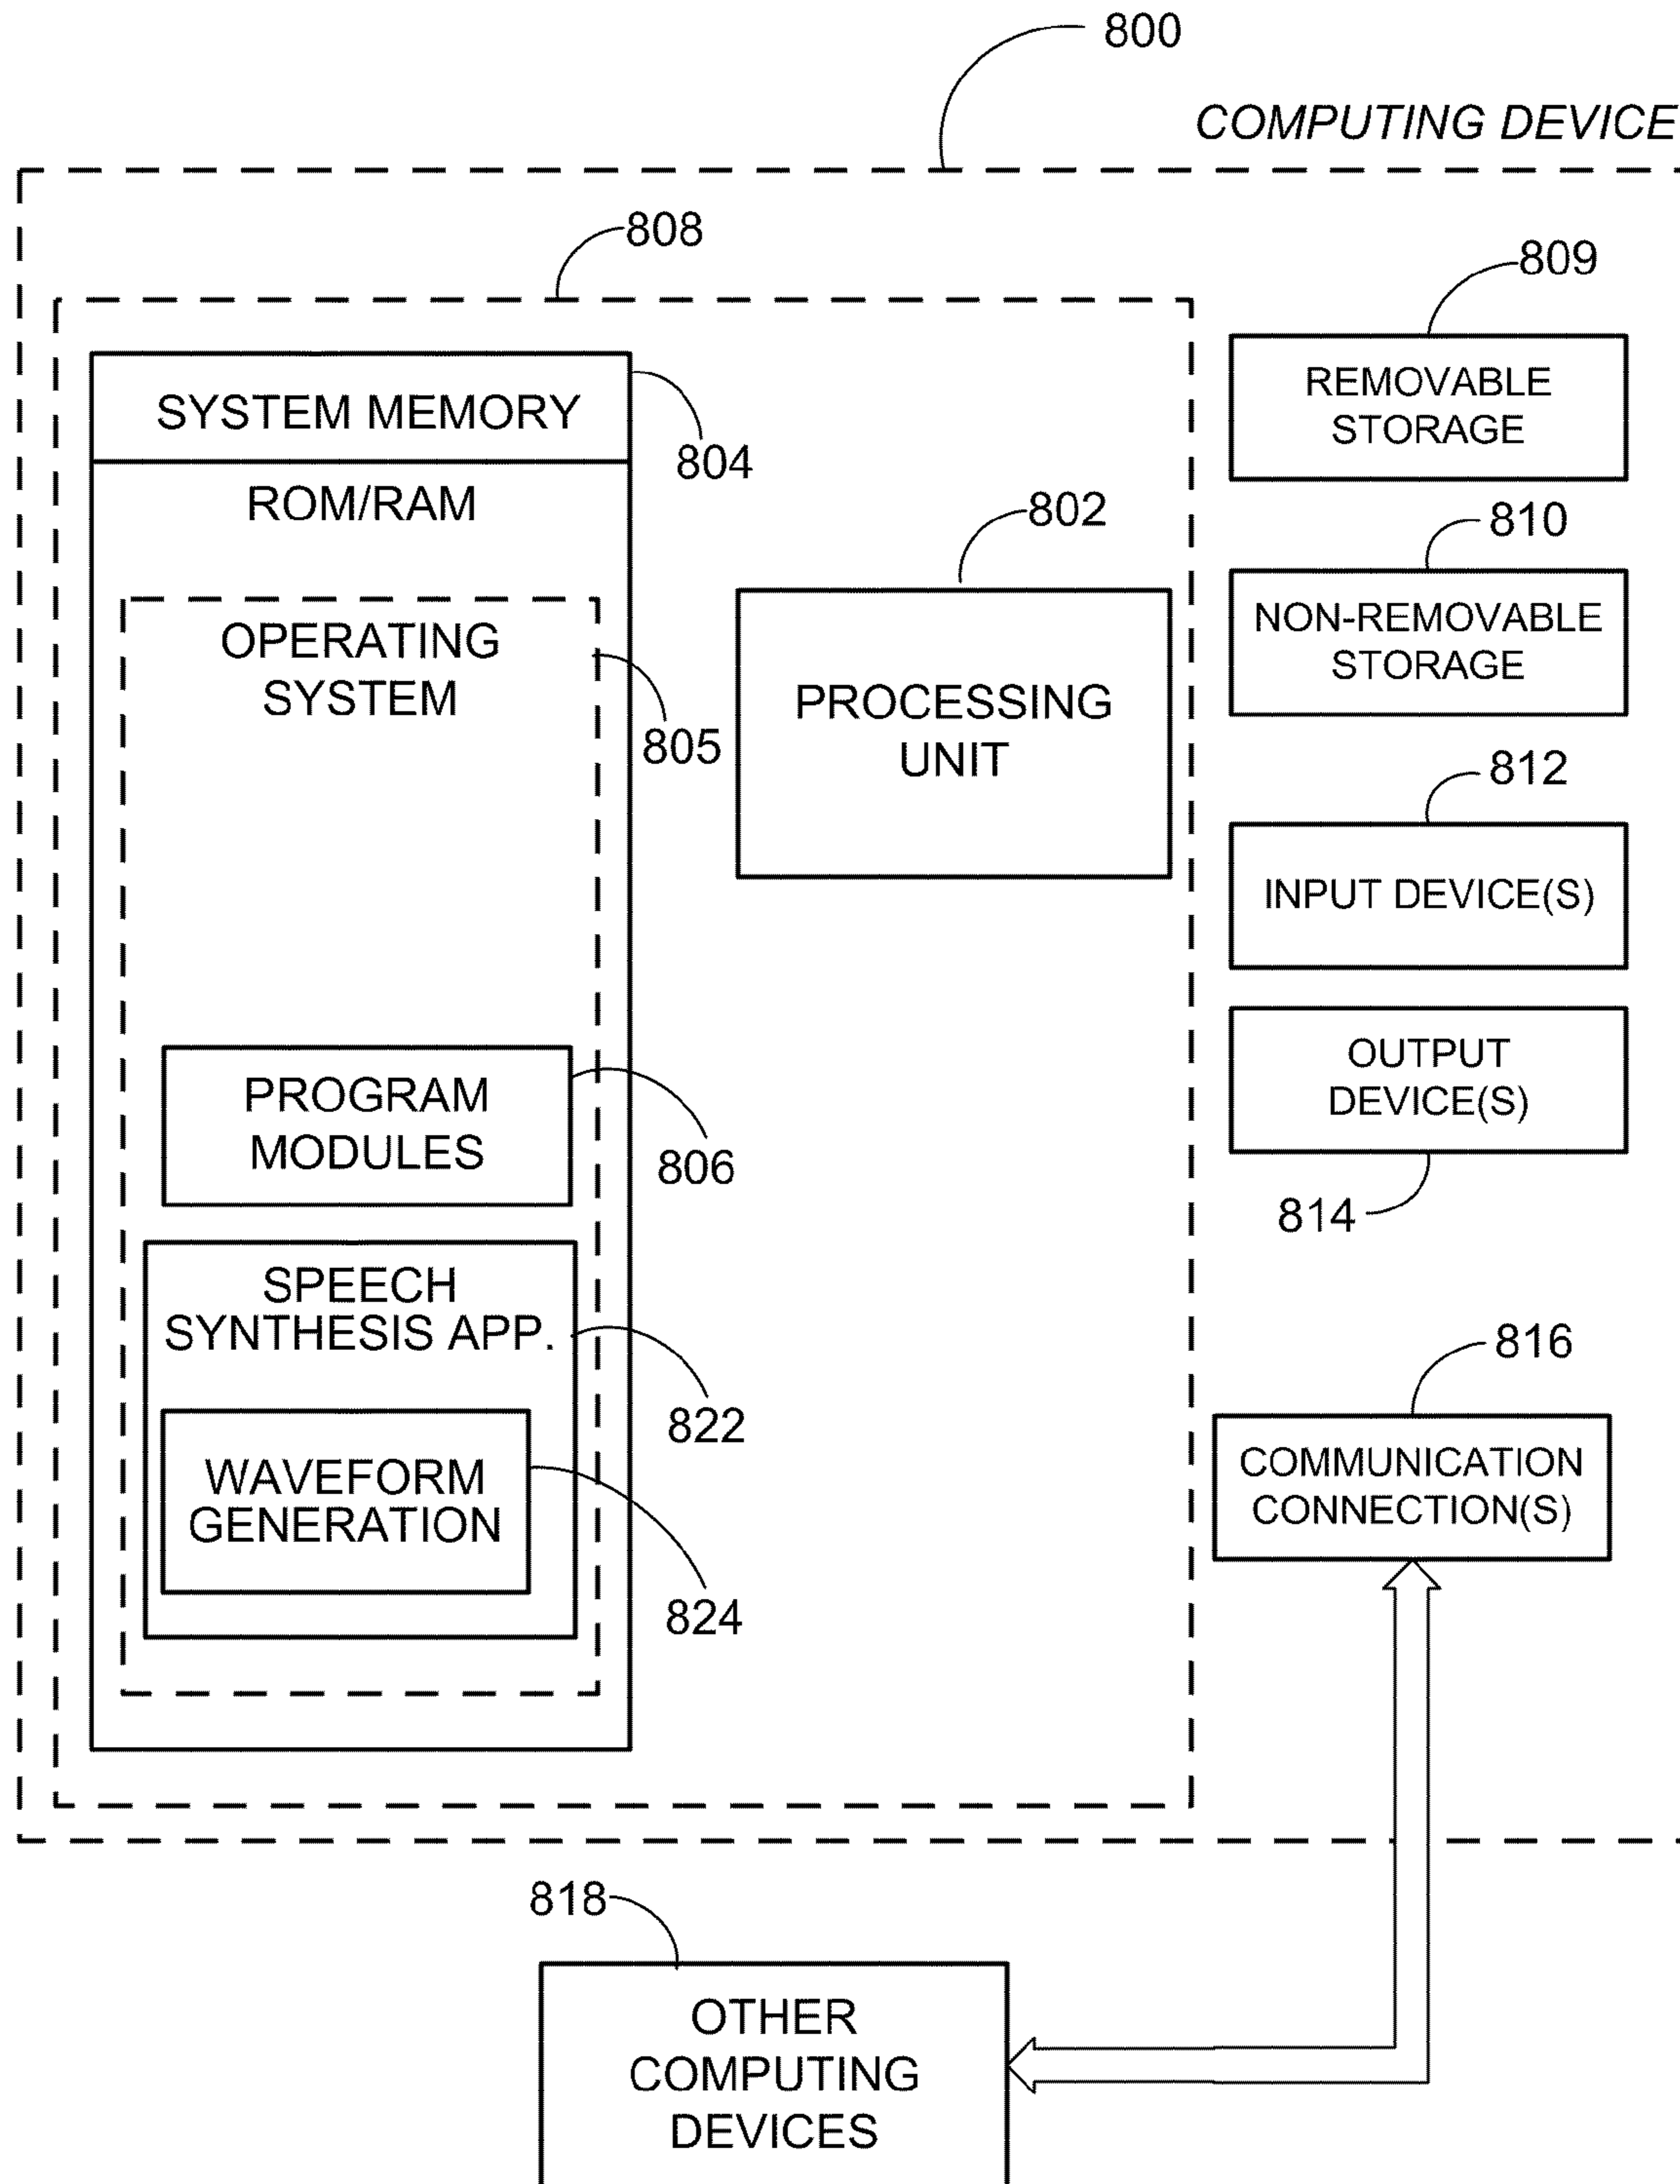 800
COMPUTING DEVICE
808
809
SYSTEM MEMORY
804
ROM/RAM
REMOVABLE
STORAGE
802
810
OPERATING
SYSTEM
805
PROCESSING
UNIT
NON-REMOVABLE
STORAGE
812
INPUT DEVICE(S)
PROGRAM
MODULES
806
OUTPUT
DEVICE(S)
814
SPEECH
SYNTHESIS APP.
822
816
WAVEFORM
GENERATION
824
COMMUNICATION
CONNECTION(S)
818
OTHER
COMPUTING
DEVICES